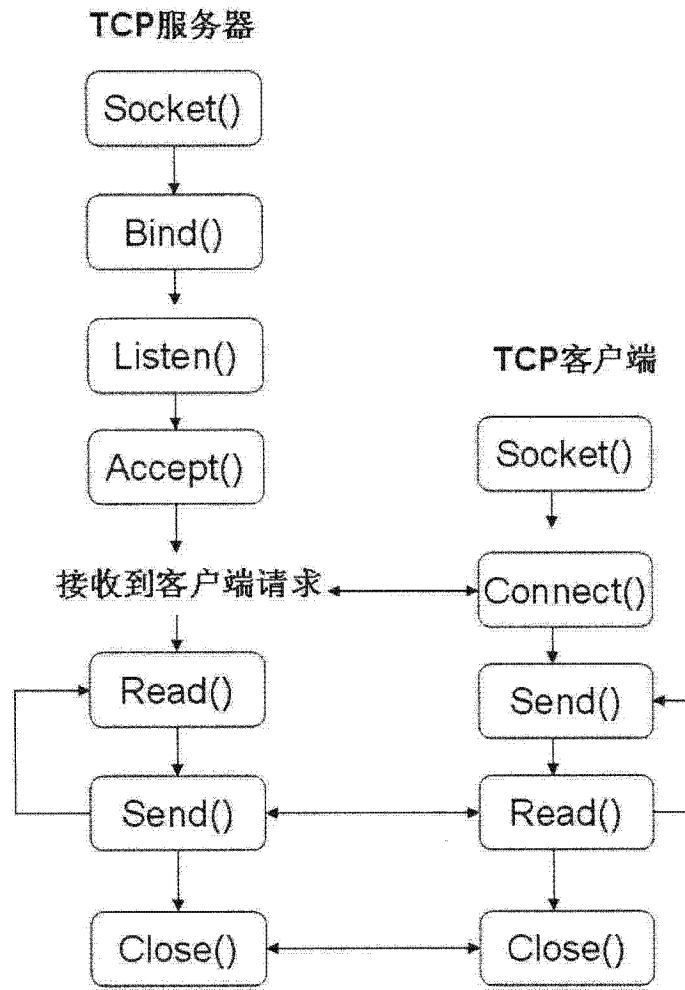 TCP服务器
Socket()
Bind()
Listen()
Accept()
接收到客户端请求
Read()
Send()
Close()
TCP客户端
Socket()
Connect()
Send()
Read()
Close()